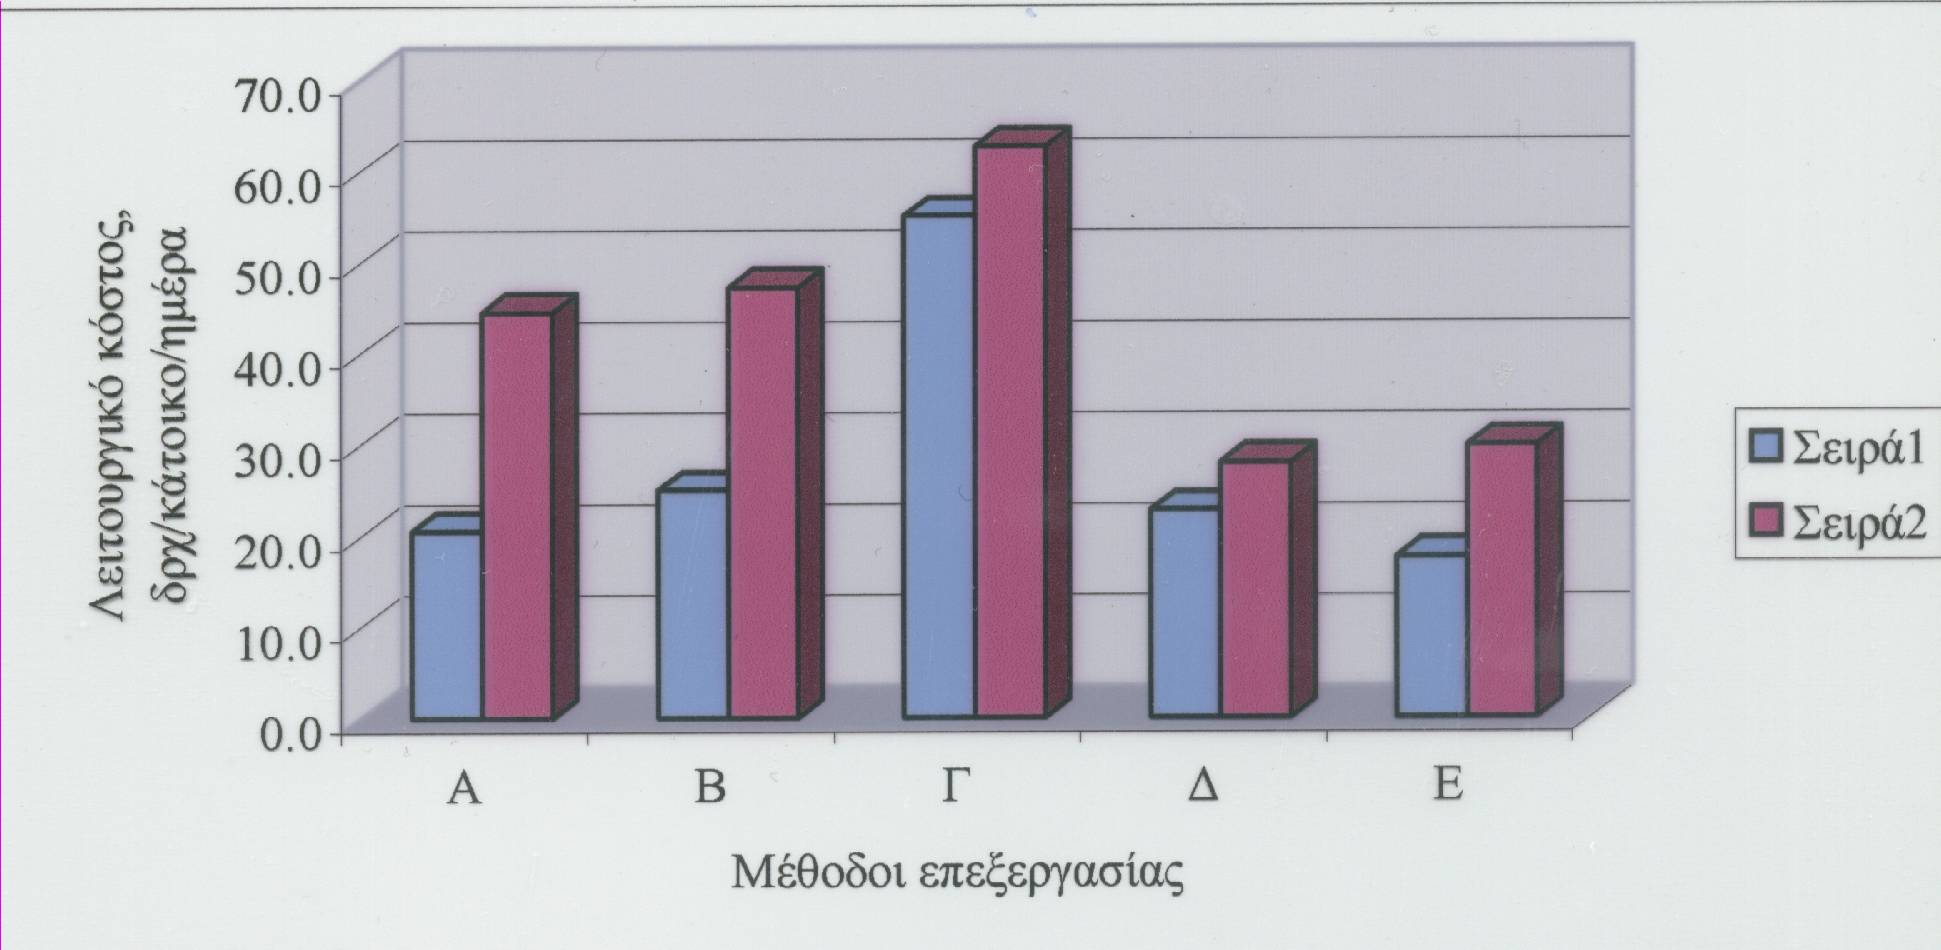 70.0
60.0
50.0
40.0
30.0
20.0
10.0
0.0
Λειτουργικό κόστος,
δρχ/κάτοικο/ημέρα
Α
Β
Γ
Δ
Ε
Μέθοδοι επεξεργασίας
Σειρά1
Σειρά2